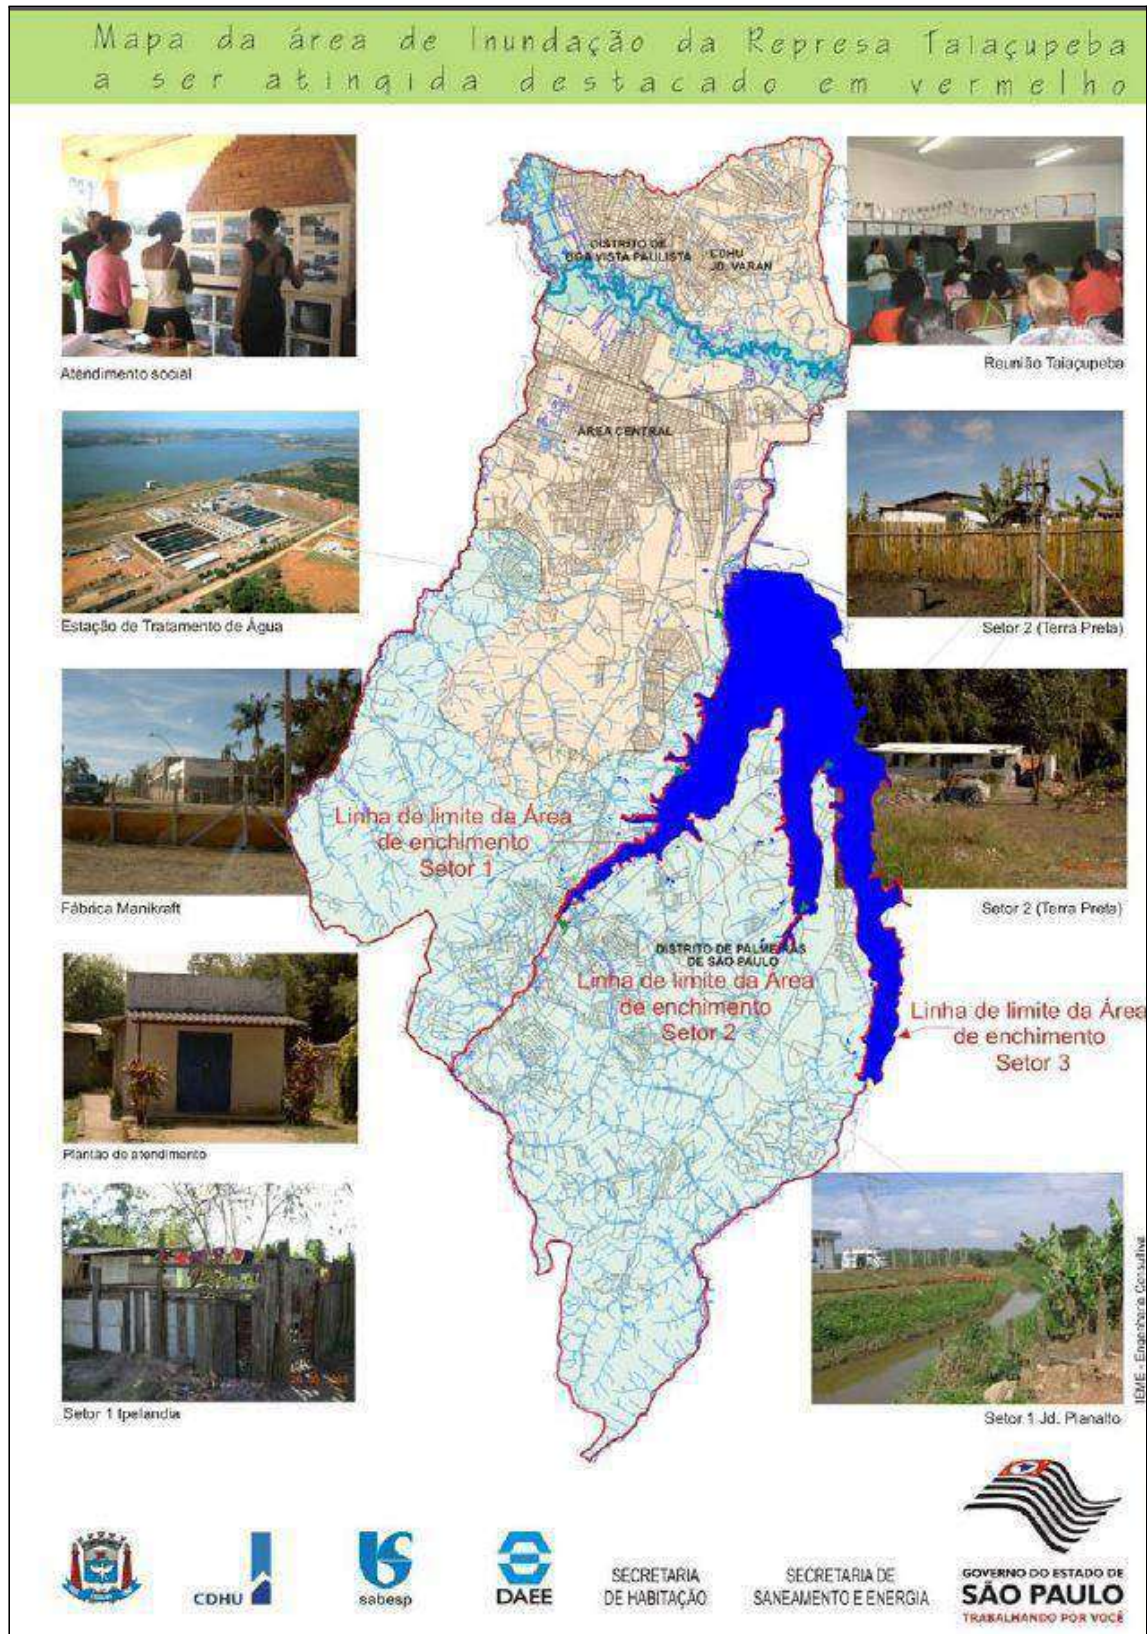 Mapa da área de Inundação da Represa Taiaçupeba
a ser atingida destacado em vermelho
Atendimento social
Reunião Taiaçupeba
DISTRITO DE
BOA VISTA PAULISTA
CDHU
JD. VARAN
ÁREA CENTRAL
Estação de Tratamento de Água
Setor 2 (Terra Preta)
Linha de limite da Área
de enchimento
Setor 1
Fábrica Manikraft
Setor 2 (Terra Preta)
DISTRITO DE PALMEIRAS
DE SÃO PAULO
Linha de limite da Área
de enchimento
Setor 2
Linha de limite da Área
de enchimento
Setor 3
Plantão de atendimento
Setor 1 Ipelandia
Setor 1 Jd. Planalto
IEME - Engenharia Consultiva
CDHU
sabesp
DAEE
SECRETARIA
DE HABITAÇÃO
SECRETARIA DE
SANEAMENTO E ENERGIA
GOVERNO DO ESTADO DE
SÃO PAULO
TRABALHANDO POR VOCÊ